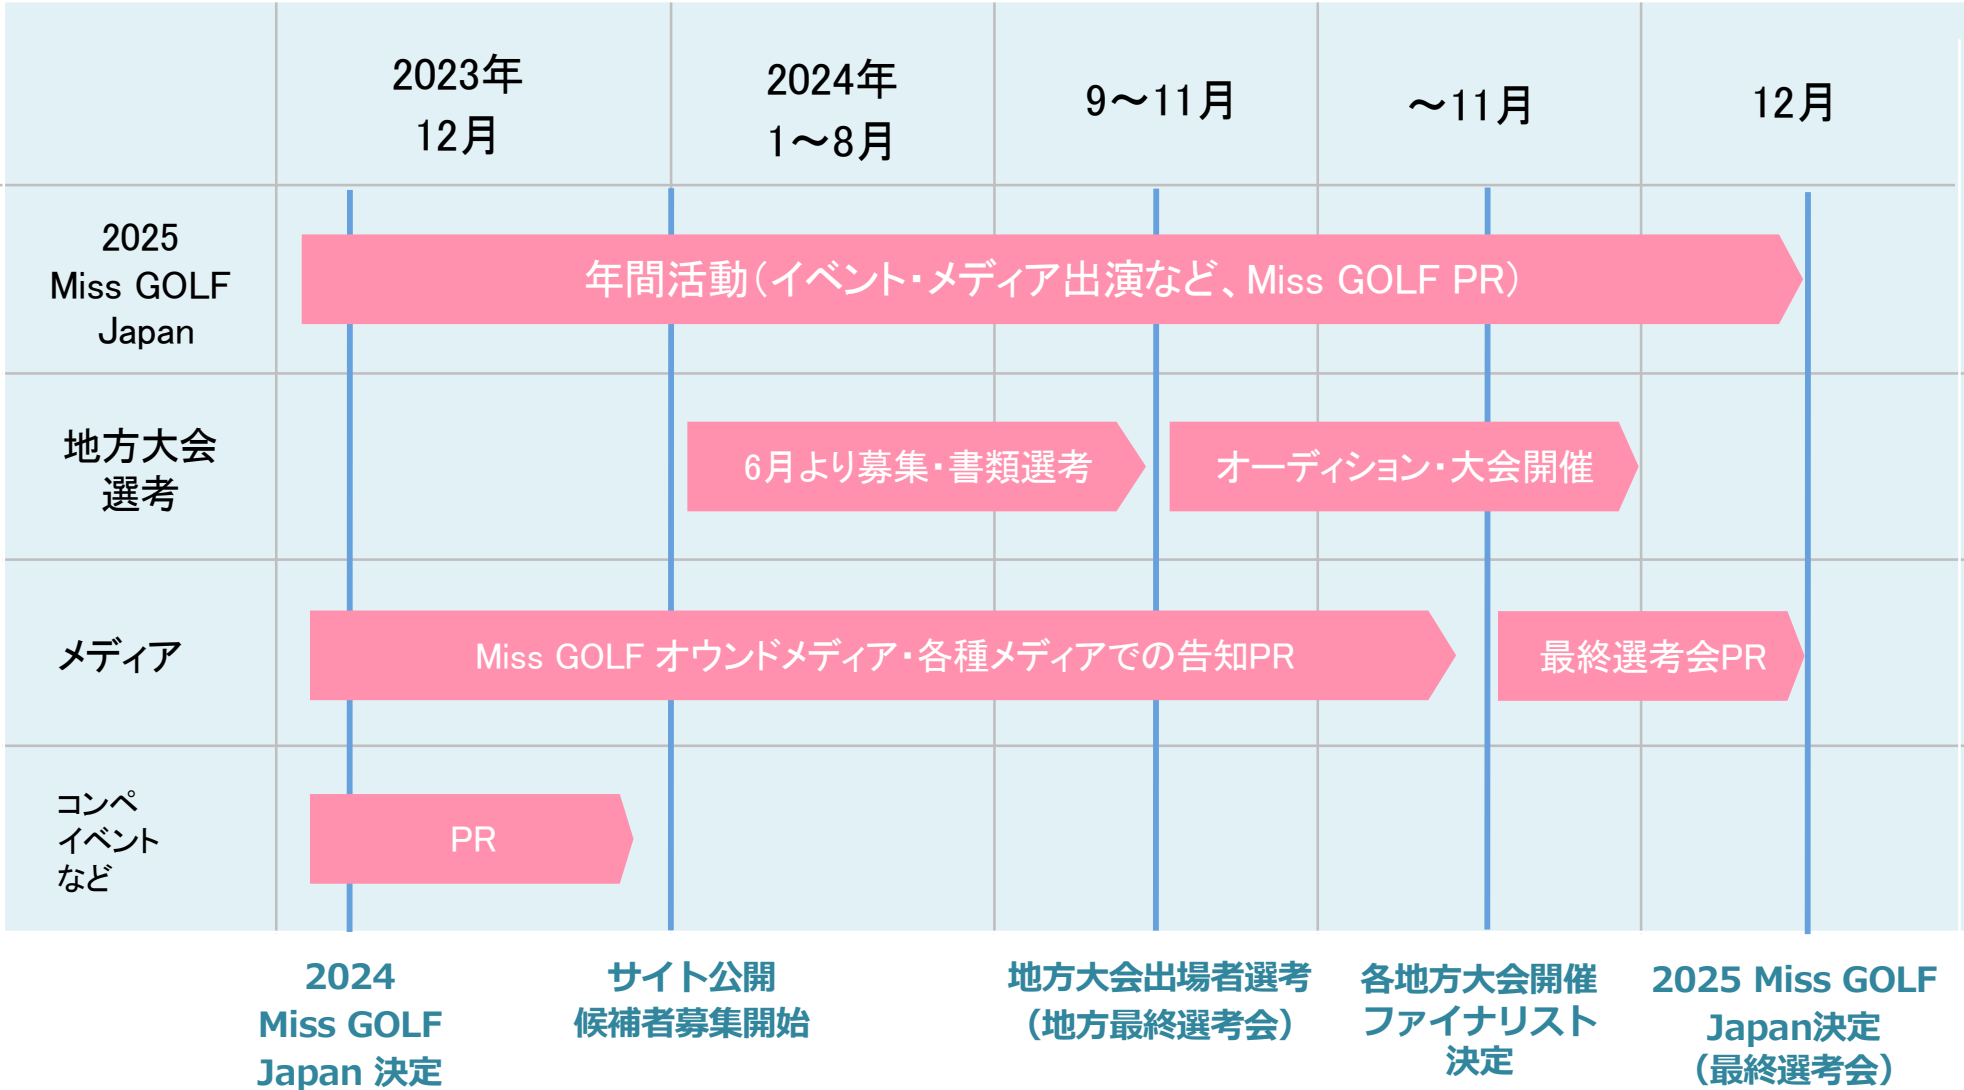 2023年
12月
2024年
1～8月
9～11月
～11月
12月
2025
Miss GOLF
Japan
年間活動（イベント・メディア出演など、Miss GOLF PR）
地方大会
選考
6月より募集・書類選考
オーディション・大会開催
メディア
Miss GOLF オウンドメディア・各種メディアでの告知PR
最終選考会PR
コンペ
イベント
など
PR
2024
Miss GOLF
Japan 決定
サイト公開
候補者募集開始
地方大会出場者選考
（地方最終選考会）
各地方大会開催
ファイナリスト
決定
2025 Miss GOLF
Japan決定
（最終選考会）